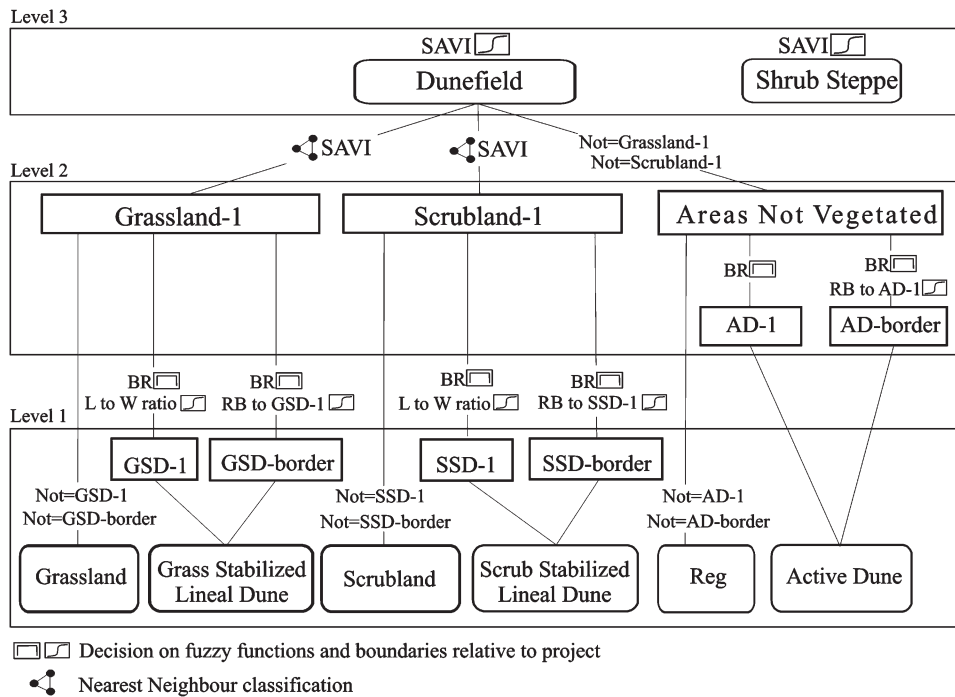 Level 3
SAVI
SAVI
Dunefield
Shrub Steppe
SAVI
SAVI
Not=Grassland-1
Not=Scrubland-1
Level 2
Grassland-1
Scrubland-1
Areas Not Vegetated
BR
BR
RB to AD-1
AD-1
AD-border
BR
L to W ratio
BR
RB to GSD-1
BR
L to W ratio
BR
RB to SSD-1
Level 1
GSD-1
GSD-border
SSD-1
SSD-border
Not=GSD-1
Not=GSD-border
Not=SSD-1
Not=SSD-border
Not=AD-1
Not=AD-border
Grassland
Grass Stabilized
Lineal Dune
Scrubland
Scrub Stabilized
Lineal Dune
Reg
Active Dune
Decision on fuzzy functions and boundaries relative to project
Nearest Neighbour classification